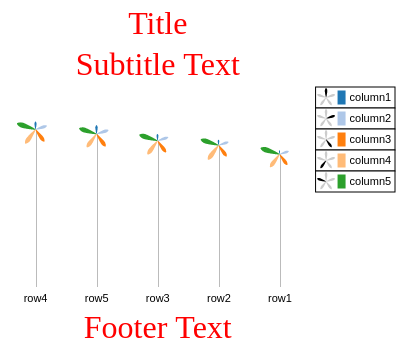 Title
Subtitle Text
column1
column2
column3
column4
column5
row4 row5 row3 row2 row1
Footer Text